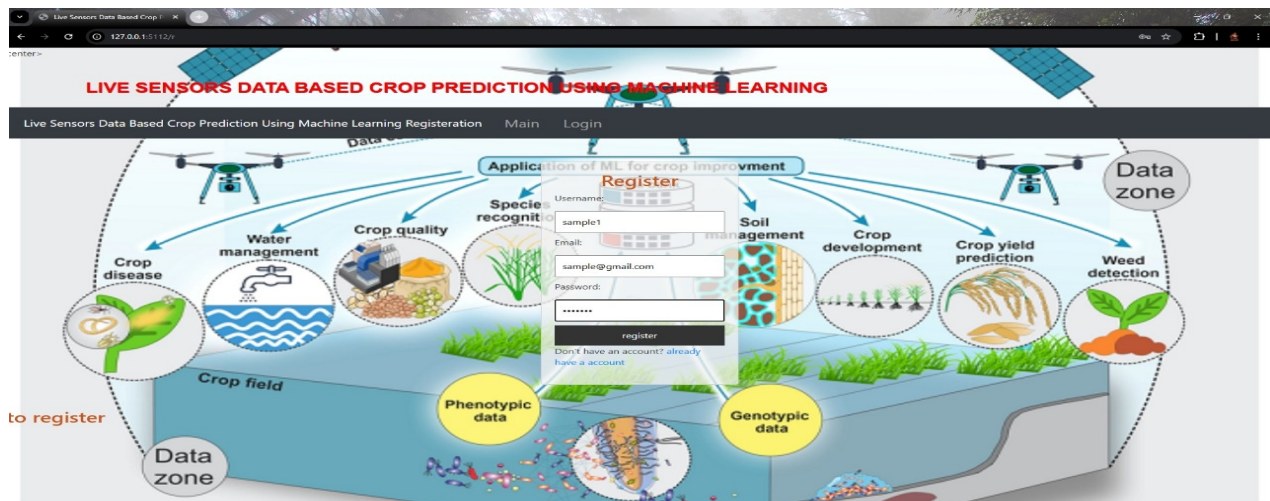 Live Sensors Data Based Crop P
127.0.0.1:5112/r
center>
LIVE SENSORS DATA BASED CROP PREDICTION USING MACHINE LEARNING
Live Sensors Data Based Crop Prediction Using Machine Learning Registeration Main Login
Data
Application of ML for crop improvment
Data
zone
Register
Username:
sample1
Email:
sample@gmail.com
Password:
•••••••
register
Don't have an account? already
have a account
Crop
disease
Water
management
Crop quality
Species
recognitio
Soil
management
Crop
development
Crop yield
prediction
Weed
detection
Crop field
to register
Phenotypic
data
Genotypic
data
Data
zone